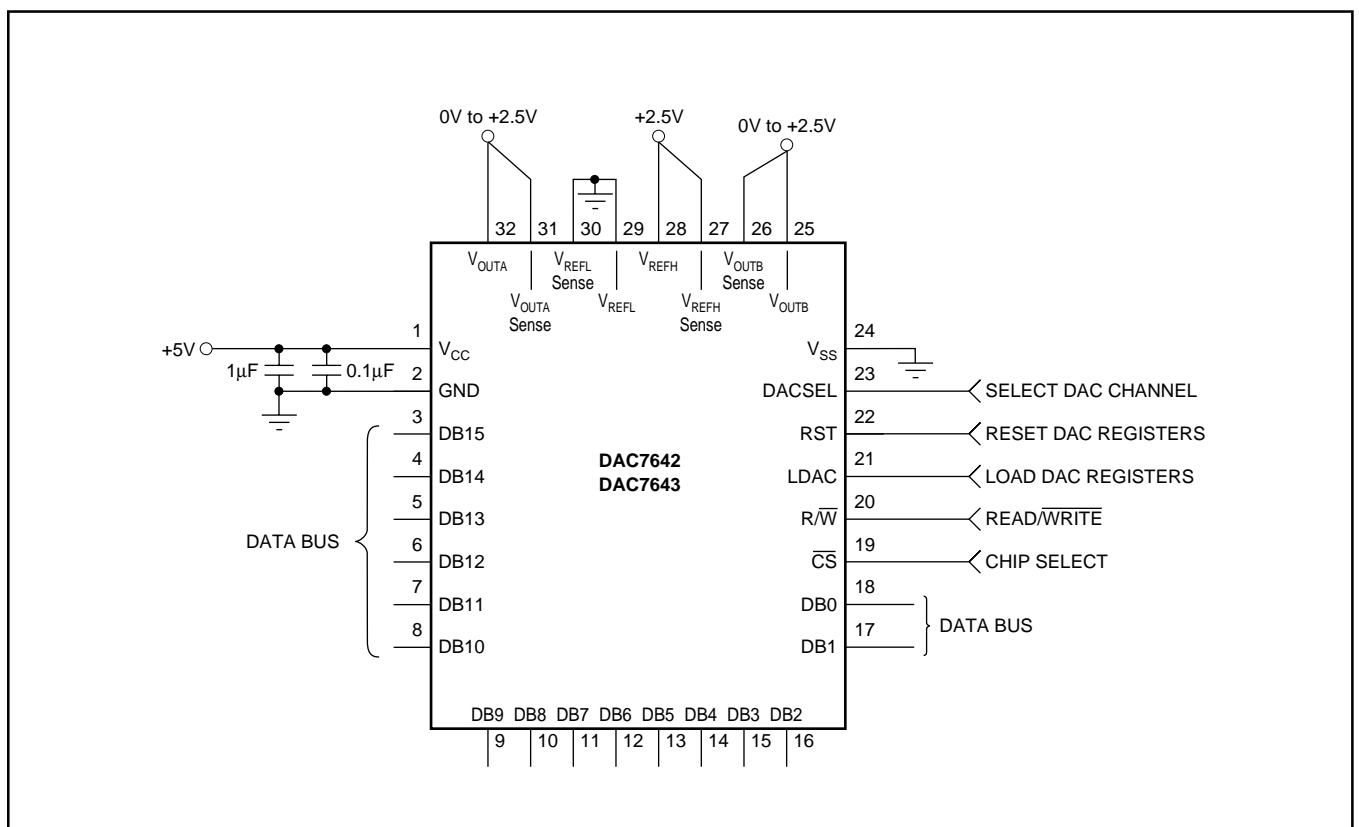 0V to +2.5V +2.5V 0V to +2.5V
32 31 30 29 28 27 26 25
VOUTA VREFL Sense VREFH VOUTB Sense
VOUTA Sense VREFL VREFH Sense VOUTB
+5V 1 VCC
1µF 0.1µF
2 GND
3 DB15
4 DB14
5 DB13
6 DB12
7 DB11
8 DB10
DATA BUS
DAC7642
DAC7643
VSS 24
DACSEL 23 SELECT DAC CHANNEL
RST 22 RESET DAC REGISTERS
LDAC 21 LOAD DAC REGISTERS
R/W̅ 20 READ/W̅R̅I̅T̅E̅
C̅S̅ 19 CHIP SELECT
DB0 18
DB1 17
DATA BUS
DB9 DB8 DB7 DB6 DB5 DB4 DB3 DB2
9 10 11 12 13 14 15 16